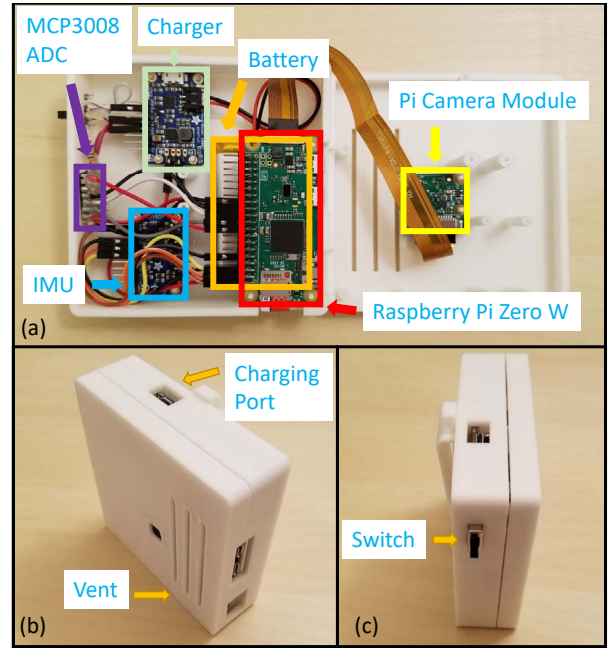 MCP3008
ADC
Charger
Battery
Pi Camera Module
IMU
Raspberry Pi Zero W
(a)
Charging
Port
Vent
(b)
Switch
(c)